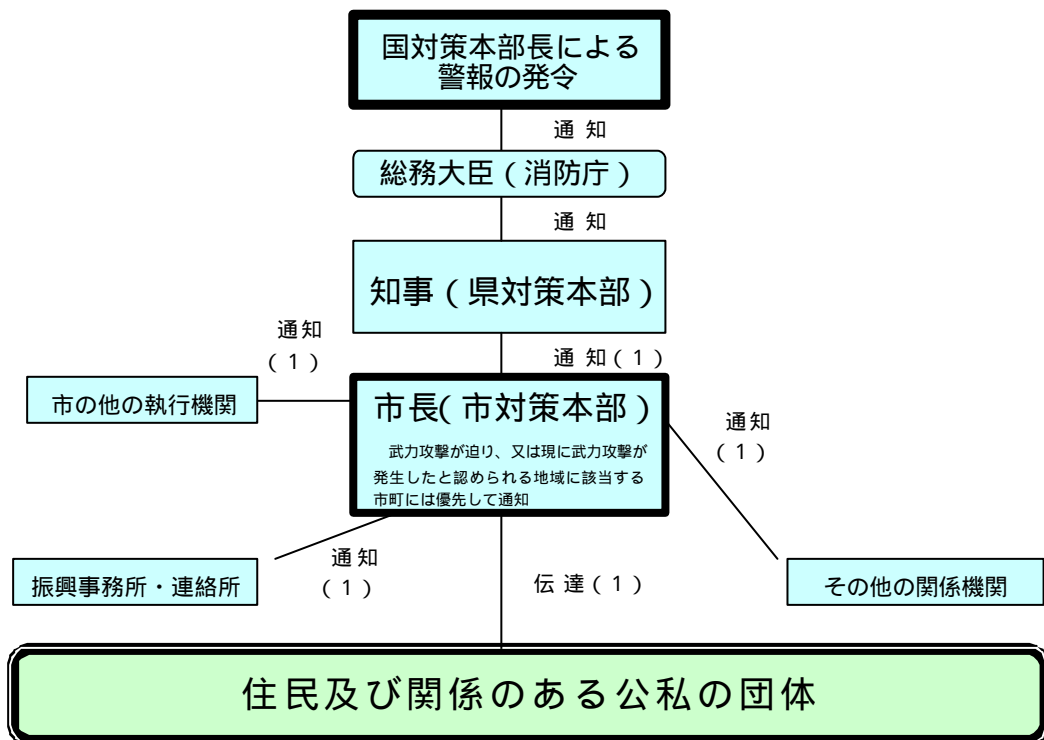 国対策本部長による
警報の発令
通 知
総務大臣（消防庁）
通 知
知事（県対策本部）
通知
（１）
通 知（１）
市の他の執行機関
市長（市対策本部）
武力攻撃が迫り、又は現に武力攻撃が
発生したと認められる地域に該当する
市町には優先して通知
通知
（１）
振興事務所・連絡所
通知
（１）
伝 達（１）
その他の関係機関
住民及び関係のある公私の団体